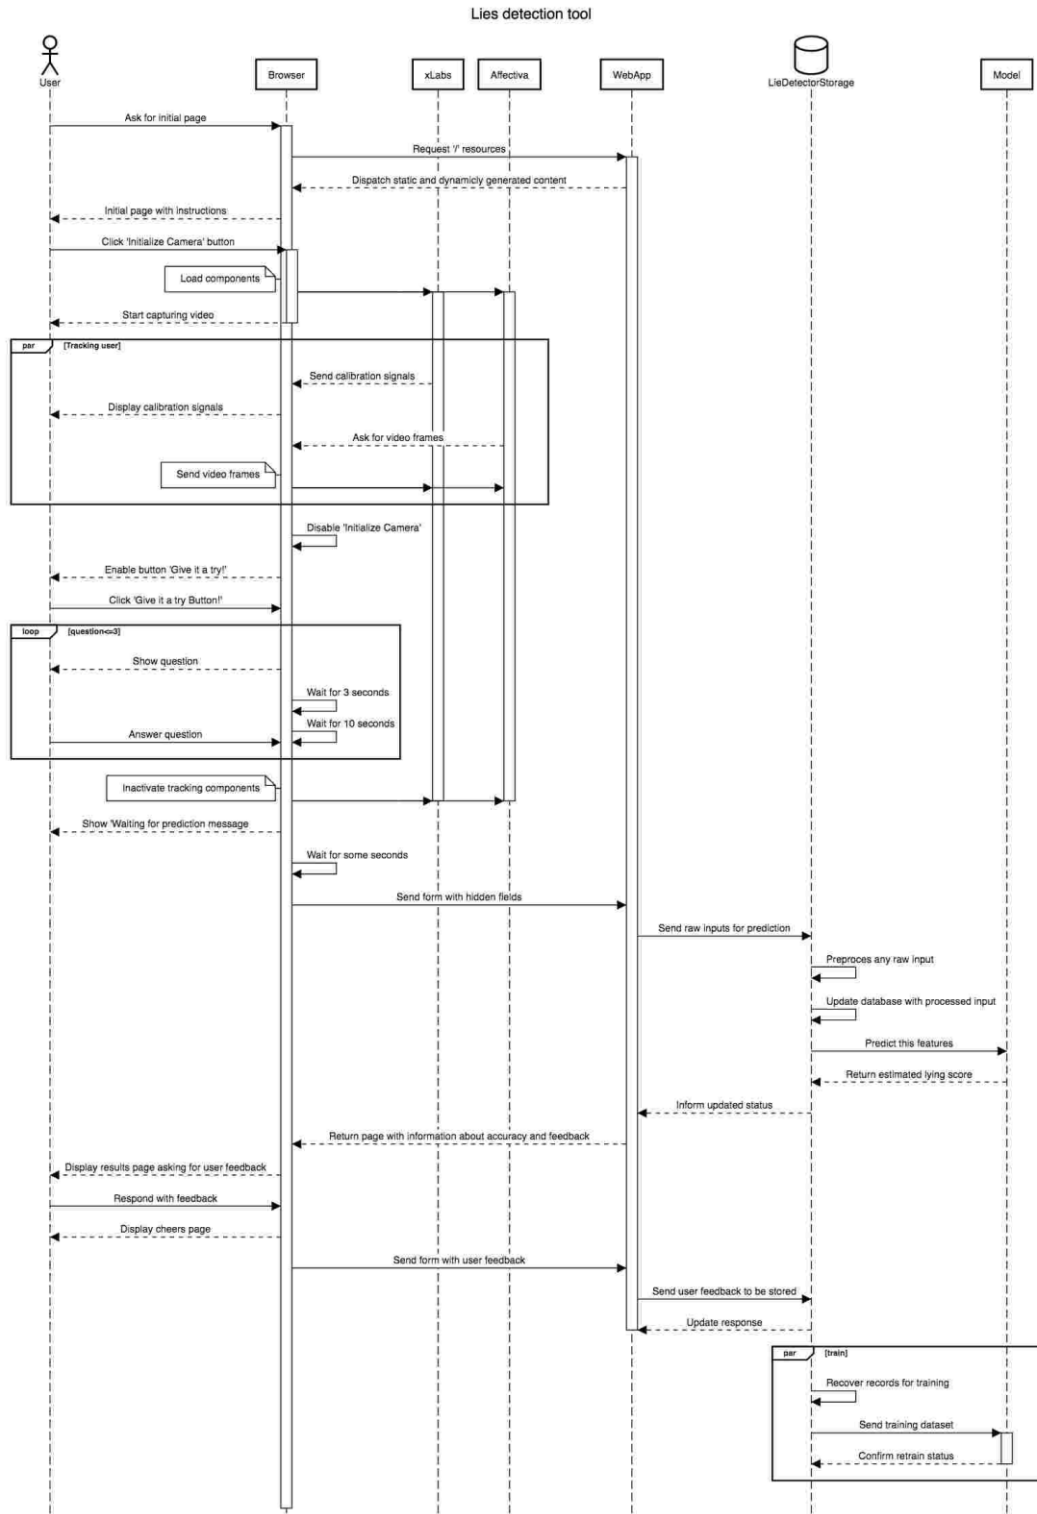 Lies detection tool
User
Browser
xLabs
Affectiva
WebApp
LieDetectorStorage
Model
Ask for initial page
Request '/' resources
Dispatch static and dynamicly generated content
Initial page with instructions
Click 'Initialize Camera' button
Load components
Start capturing video
par [Tracking user]
Send calibration signals
Display calibration signals
Ask for video frames
Send video frames
Disable 'Initialize Camera'
Enable button 'Give it a try!'
Click 'Give it a try Button!'
loop [question<=3]
Show question
Wait for 3 seconds
Wait for 10 seconds
Answer question
Inactivate tracking components
Show 'Waiting for prediction message
Wait for some seconds
Send form with hidden fields
Send raw inputs for prediction
Preproces any raw input
Update database with processed input
Predict this features
Return estimated lying score
Inform updated status
Return page with information about accuracy and feedback
Display results page asking for user feedback
Respond with feedback
Display cheers page
Send form with user feedback
Send user feedback to be stored
Update response
par [train]
Recover records for training
Send training dataset
Confirm retrain status